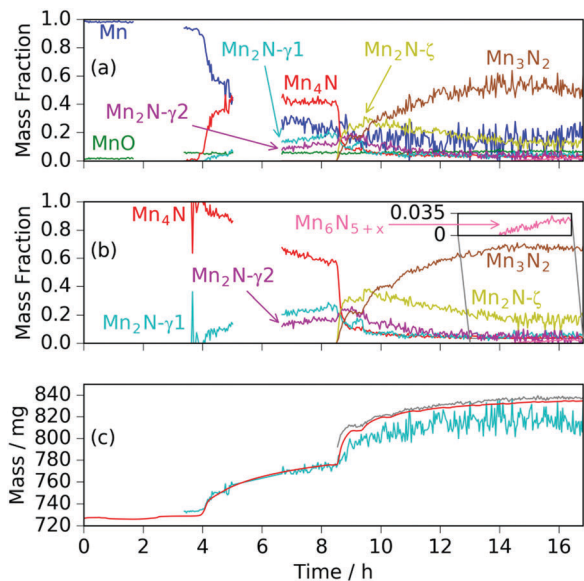 1.0
Mn
Mn₂N-γ1
Mn₂N-ζ
0.8
(a)
Mn₄N
Mn₃N₂
0.6
Mn₂N-γ2
0.4
MnO
0.2
0.0
Mass Fraction
1.0
Mn₄N
(b)
Mn₆N₅₊ₓ
0.035
0
0.8
Mn₃N₂
0.6
Mn₂N-γ2
0.4
Mn₂N-γ1
Mn₂N-ζ
0.2
0.0
Mass Fraction
840
(c)
820
800
780
760
740
720
Mass / mg
0 2 4 6 8 10 12 14 16
Time / h